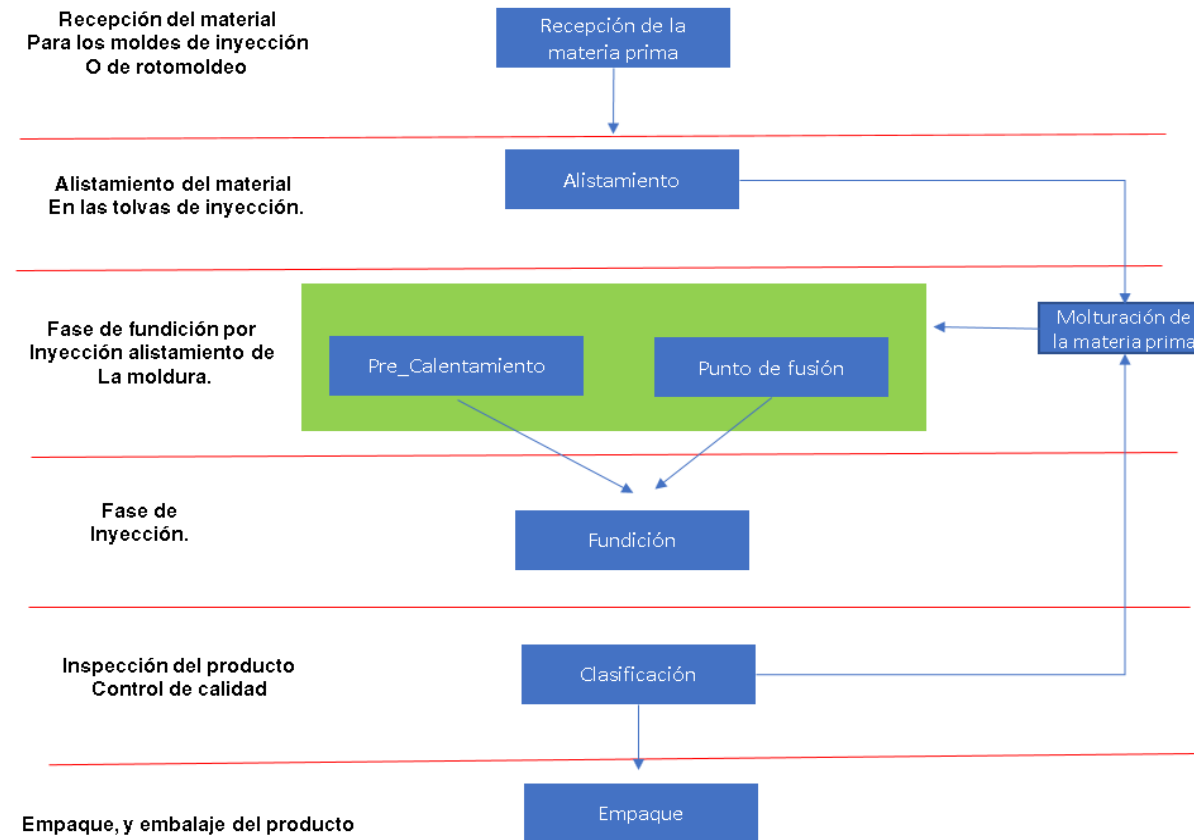 Recepción del material
Para los moldes de inyección
O de rotomoldeo
Recepción de la
materia prima
Alistamiento del material
En las tolvas de inyección.
Alistamiento
Fase de fundición por
Inyección alistamiento de
La moldura.
Pre_Calentamiento
Punto de fusión
Molturación de
la materia prima
Fase de
Inyección.
Fundición
Inspección del producto
Control de calidad
Clasificación
Empaque, y embalaje del producto
Empaque